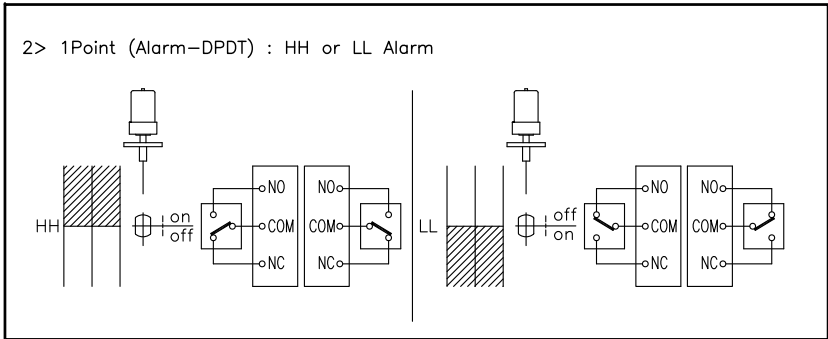 2> 1Point (Alarm-DPDT) : HH or LL Alarm
NO NO
HH on COM COM
off
NC NC
NO NO
LL off COM COM
on
NC NC